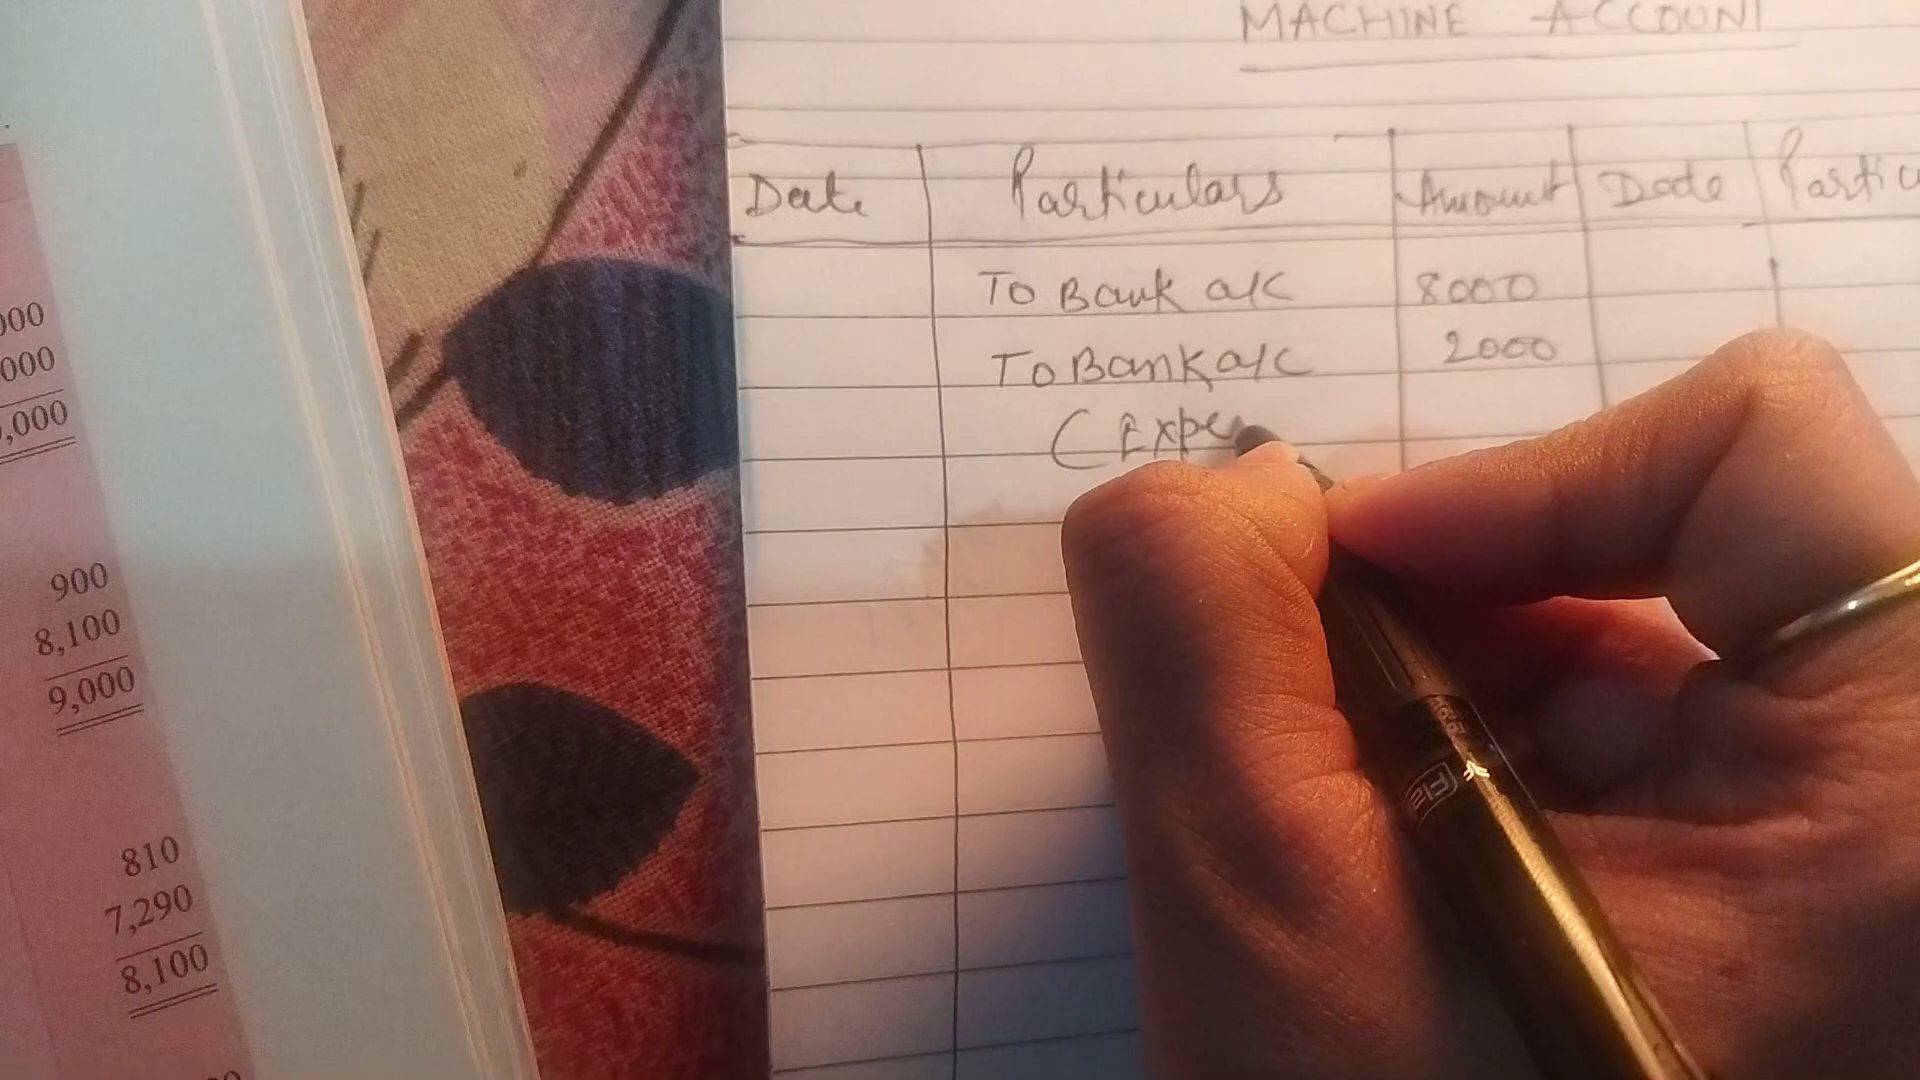 000
000
,000
900
8,100
9,000
810
7,290
8,100
MACHINE ACCOUNT
Date Particulars Amount Date Particu
To Bank a/c 8000
To Bank a/c 2000
(Expe